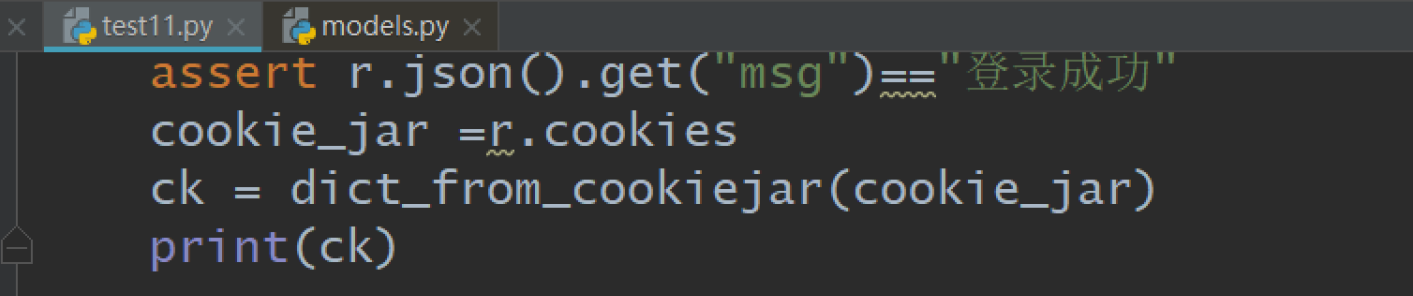 test11.py models.py
assert r.json().get("msg")=="登录成功"
cookie_jar =r.cookies
ck = dict_from_cookiejar(cookie_jar)
print(ck)